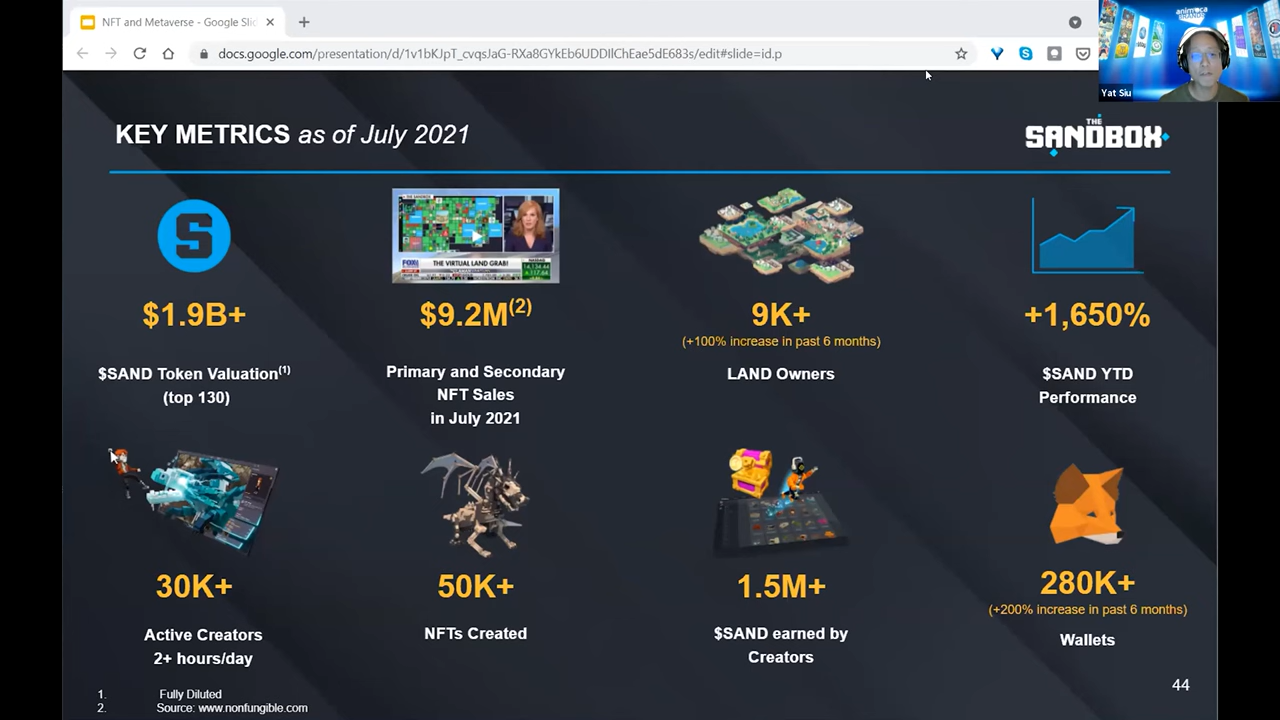 NFT and Metaverse - Google Slid
docs.google.com/presentation/d/1v1bKJpT_cvqsJaG-RXa8GYkEb6UDDIlChEae5dE683s/edit#slide=id.p
animoca
BRANDS
Yat Siu
KEY METRICS as of July 2021
THE
SANDBOX
THE VIRTUAL LAND GRAB!
$1.9B+
$SAND Token Valuation(1)
(top 130)
$9.2M(2)
Primary and Secondary
NFT Sales
in July 2021
9K+
(+100% increase in past 6 months)
LAND Owners
+1,650%
$SAND YTD
Performance
30K+
Active Creators
2+ hours/day
50K+
NFTs Created
1.5M+
$SAND earned by
Creators
280K+
(+200% increase in past 6 months)
Wallets
1. Fully Diluted
2. Source: www.nonfungible.com
44